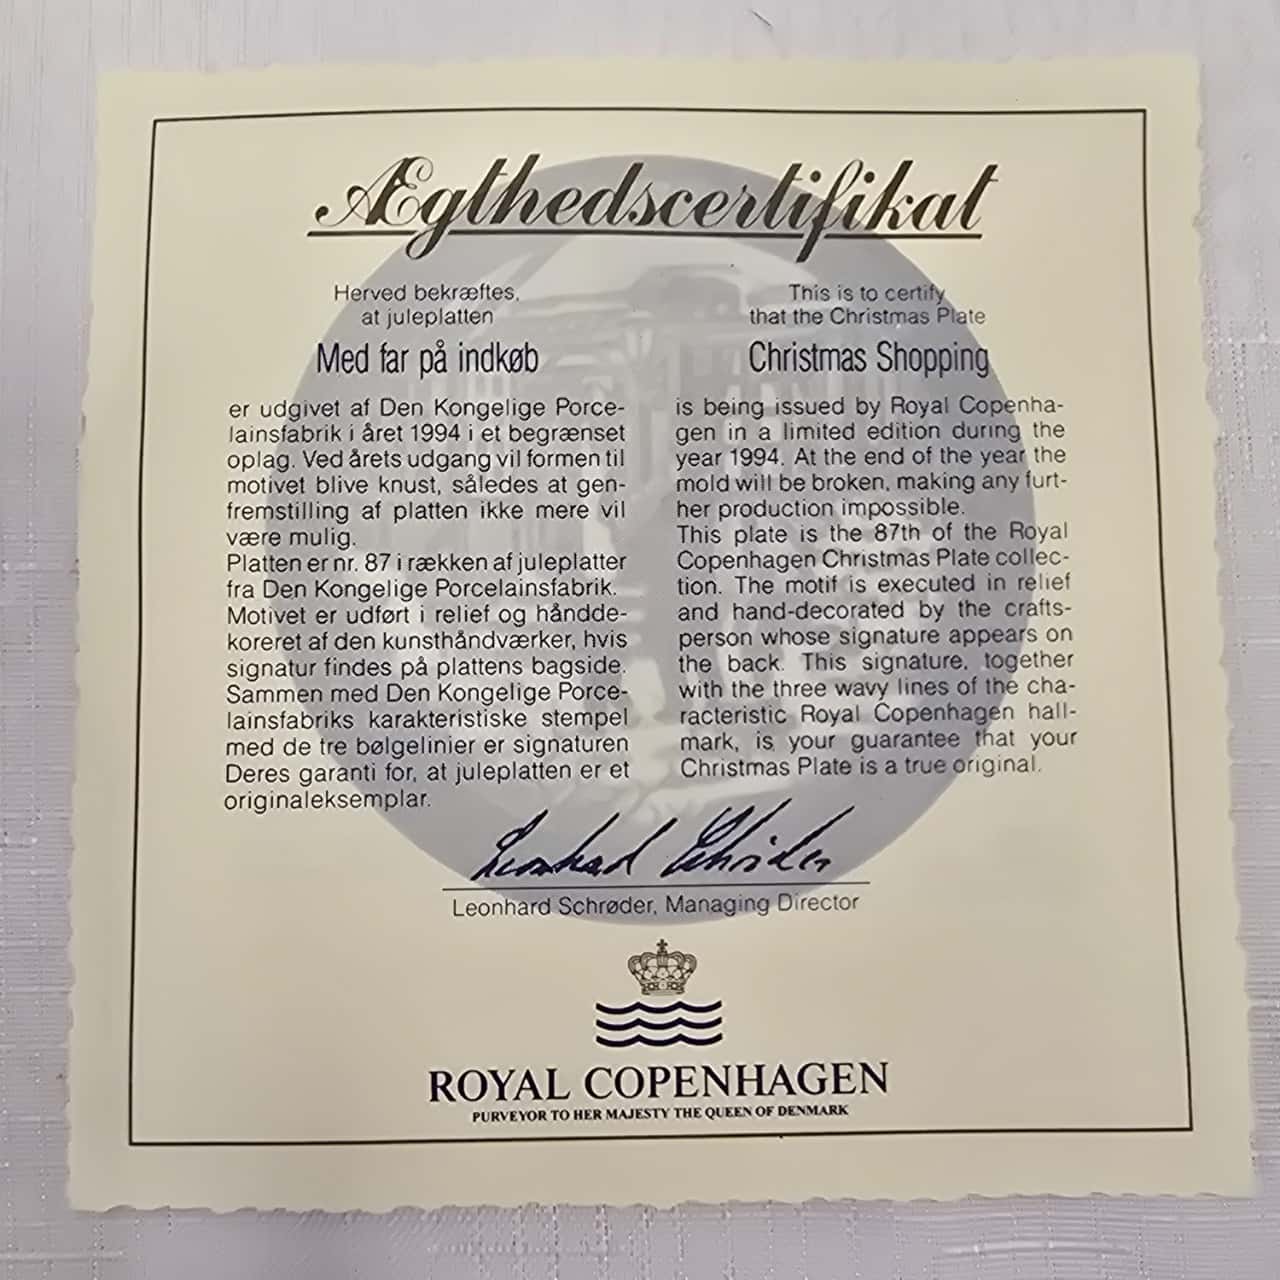 Ægthedscertifikat
Herved bekræftes,
at juleplatten
Med far på indkøb
er udgivet af Den Kongelige Porce-
lainsfabrik i året 1994 i et begrænset
oplag. Ved årets udgang vil formen til
motivet blive knust, således at gen-
fremstilling af platten ikke mere vil
være mulig.
Platten er nr. 87 i rækken af juleplatter
fra Den Kongelige Porcelainsfabrik.
Motivet er udført i relief og håndde-
koreret af den kunsthåndværker, hvis
signatur findes på plattens bagside.
Sammen med Den Kongelige Porce-
lainsfabriks karakteristiske stempel
med de tre bølgelinier er signaturen
Deres garanti for, at juleplatten er et
originaleksemplar.
This is to certify
that the Christmas Plate
Christmas Shopping
is being issued by Royal Copenha-
gen in a limited edition during the
year 1994. At the end of the year the
mold will be broken, making any furt-
her production impossible.
This plate is the 87th of the Royal
Copenhagen Christmas Plate collec-
tion. The motif is executed in relief
and hand-decorated by the crafts-
person whose signature appears on
the back. This signature, together
with the three wavy lines of the cha-
racteristic Royal Copenhagen hall-
mark, is your guarantee that your
Christmas Plate is a true original.
Leonhard Schrøder
Leonhard Schrøder, Managing Director
ROYAL COPENHAGEN
PURVEYOR TO HER MAJESTY THE QUEEN OF DENMARK